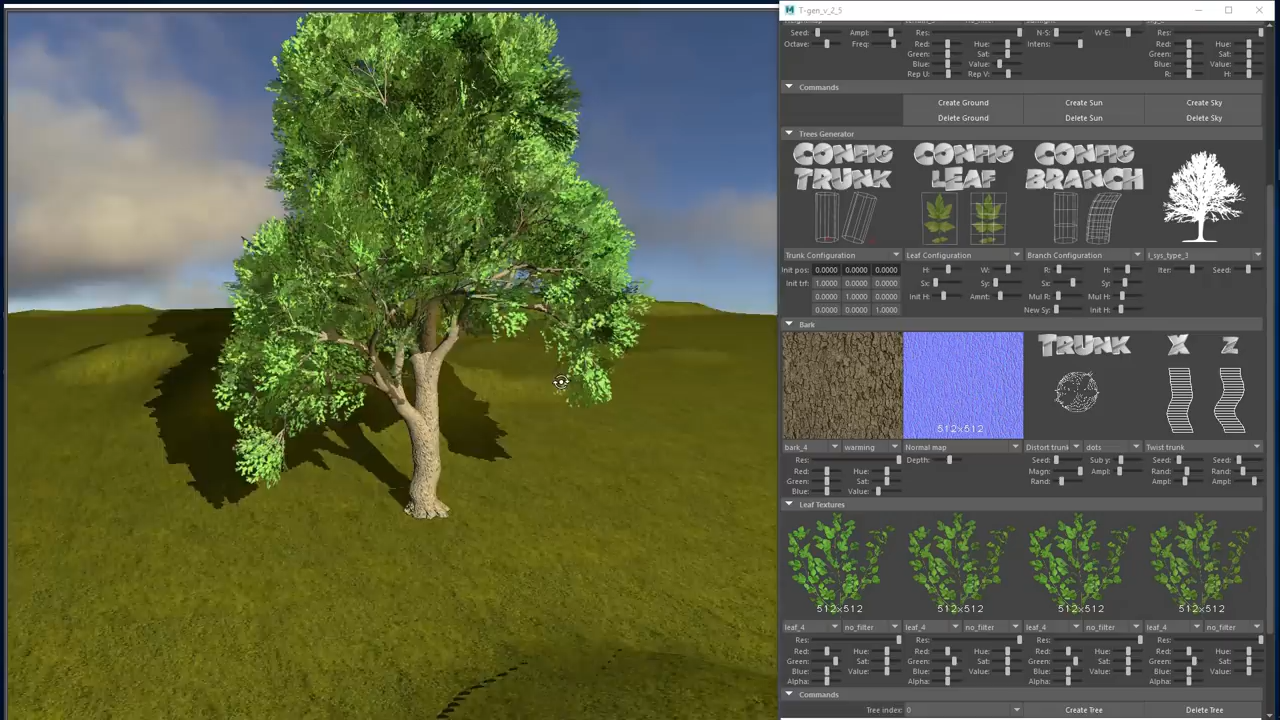 T-gen_v_2_5
Seed: Ampl: Res: N-S: W-E: Res:
Octave: Freq: Red: Hue: Intens: Red: Hue:
Green: Sat: Green: Sat:
Blue: Value: Blue: Value:
Rep U: Rep V: R: H:
Commands
Create Ground Create Sun Create Sky
Delete Ground Delete Sun Delete Sky
Trees Generator
CONFIG CONFIG CONFIG
TRUNK LEAF BRANCH
Trunk Configuration Leaf Configuration Branch Configuration l_sys_type_3
Init pos: 0.0000 0.0000 0.0000 H: W: R: H: Iter: Seed:
Init trf: 1.0000 0.0000 0.0000 Sx: Sy: Sx: Sy:
0.0000 1.0000 0.0000 Init H: Amnt: Mul R: Mul H:
0.0000 0.0000 1.0000 New Sy: Init H:
Bark
TRUNK X Z
512x512
bark_4 warming Normal map Distort trunk dots Twist trunk
Res: Depth: Seed: Sub y: Seed: Seed:
Red: Hue: Magn: Ampl: Rand: Rand:
Green: Sat: Rand: Ampl: Ampl:
Blue: Value:
Leaf Textures
512x512 512x512 512x512 512x512
leaf_4 no_filter leaf_4 no_filter leaf_4 no_filter leaf_4 no_filter
Res: Res: Res: Res:
Red: Hue: Red: Hue: Red: Hue: Red: Hue:
Green: Sat: Green: Sat: Green: Sat: Green: Sat:
Blue: Value: Blue: Value: Blue: Value: Blue: Value:
Alpha: Alpha: Alpha: Alpha:
Commands
Tree index: 0 Create Tree Delete Tree